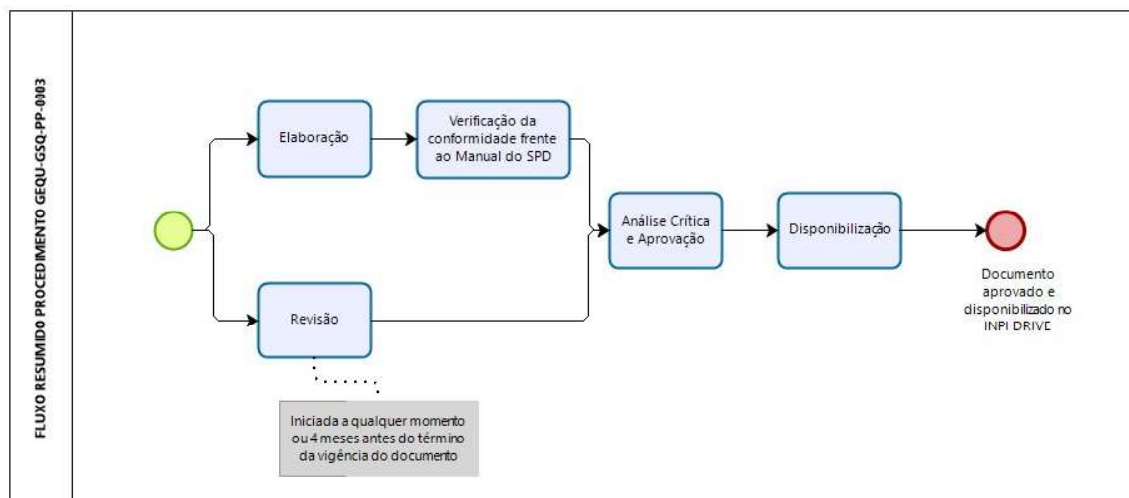 FLUXO RESUMIDO PROCEDIMENTO GEQU-GSQ-PP-0003
Elaboração
Verificação da
conformidade frente
ao Manual do SPD
Revisão
Iniciada a qualquer momento
ou 4 meses antes do término
da vigência do documento
Análise Crítica
e Aprovação
Disponibilização
Documento
aprovado e
disponibilizado no
INPI DRIVE